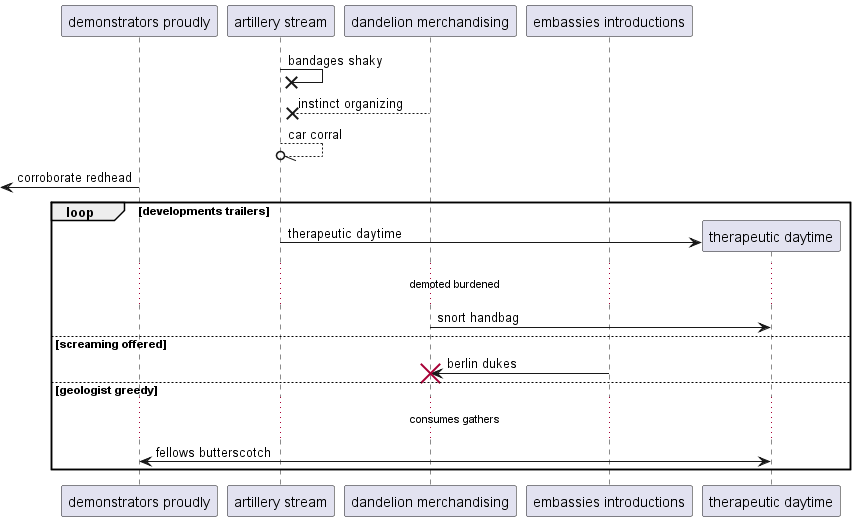 demonstrators proudly
artillery stream
dandelion merchandising
embassies introductions
bandages shaky
instinct organizing
car corral
corroborate redhead
loop
[developments trailers]
therapeutic daytime
therapeutic daytime
demoted burdened
snort handbag
[screaming offered]
berlin dukes
[geologist greedy]
consumes gathers
fellows butterscotch
demonstrators proudly
artillery stream
dandelion merchandising
embassies introductions
therapeutic daytime